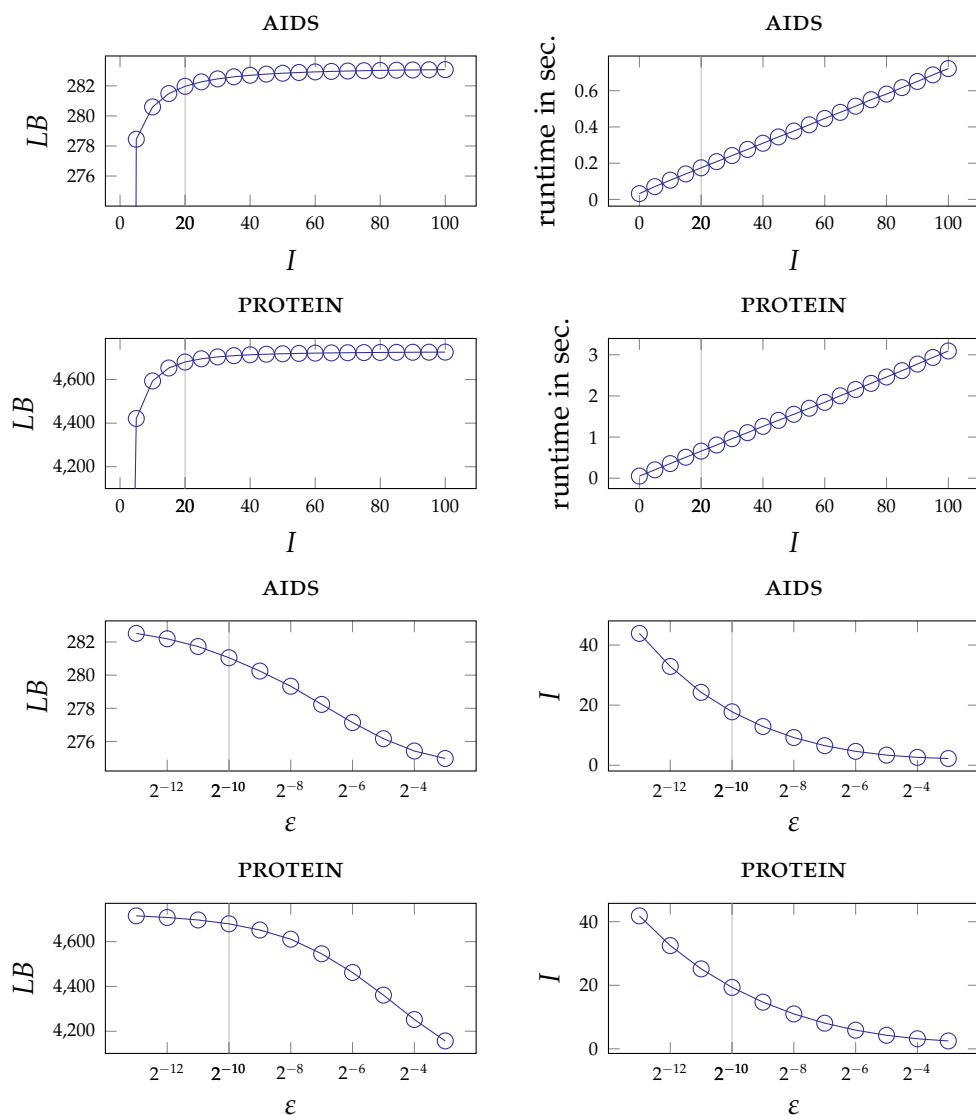 AIDS
282
280
278
276
LB
0 20 40 60 80 100
I
AIDS
0.6
0.4
0.2
0
runtime in sec.
0 20 40 60 80 100
I
PROTEIN
4,600
4,400
4,200
LB
0 20 40 60 80 100
I
PROTEIN
3
2
1
0
runtime in sec.
0 20 40 60 80 100
I
AIDS
282
280
278
276
LB
2⁻¹² 2⁻¹⁰ 2⁻⁸ 2⁻⁶ 2⁻⁴
ε
AIDS
40
20
0
I
2⁻¹² 2⁻¹⁰ 2⁻⁸ 2⁻⁶ 2⁻⁴
ε
PROTEIN
4,600
4,400
4,200
LB
2⁻¹² 2⁻¹⁰ 2⁻⁸ 2⁻⁶ 2⁻⁴
ε
PROTEIN
40
20
0
I
2⁻¹² 2⁻¹⁰ 2⁻⁸ 2⁻⁶ 2⁻⁴
ε